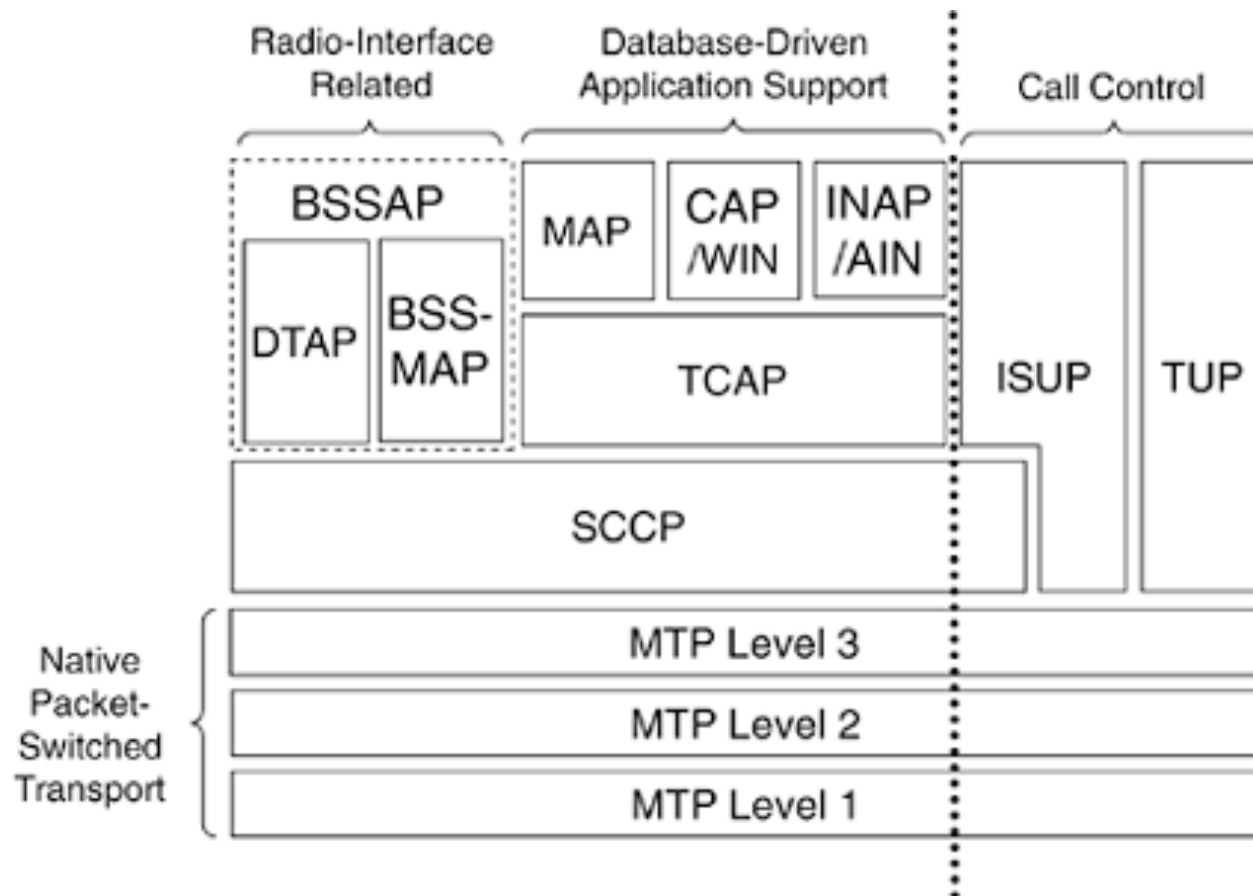 Radio-Interface
Related
Database-Driven
Application Support
Call Control
BSSAP
DTAP
BSS-
MAP
MAP
CAP
/WIN
INAP
/AIN
TCAP
ISUP
TUP
SCCP
Native
Packet-
Switched
Transport
MTP Level 3
MTP Level 2
MTP Level 1